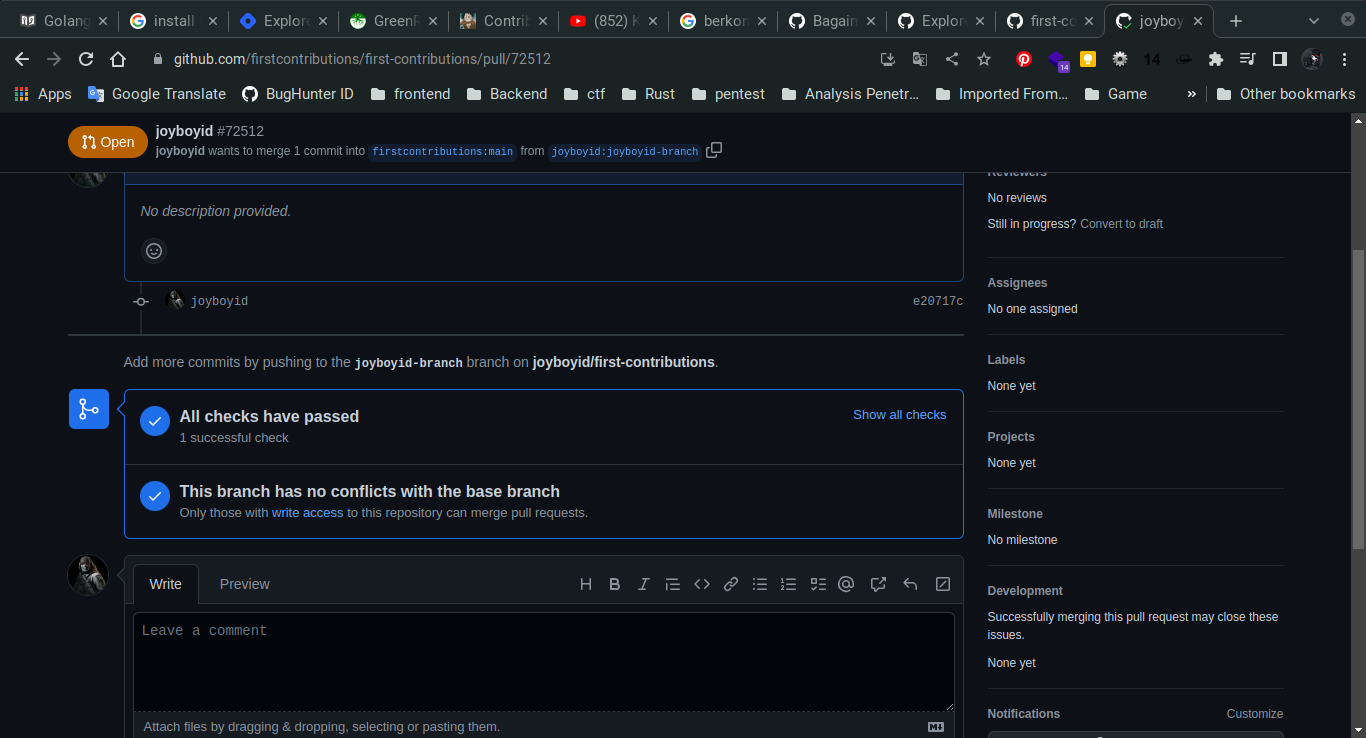 Golang
install
Explore
GreenR
Contrib
(852) K
berkon
Bagain
Explore
first-co
joyboy
github.com/firstcontributions/first-contributions/pull/72512
14
14
Apps
Google Translate
BugHunter ID
frontend
Backend
ctf
Rust
pentest
Analysis Penetr...
Imported From...
Game
»
Other bookmarks
Open
joyboyid #72512
joyboyid wants to merge 1 commit into firstcontributions:main from joyboyid:joyboyid-branch
Reviewers
No description provided.
No reviews
Still in progress? Convert to draft
joyboyid
e20717c
Assignees
No one assigned
Add more commits by pushing to the joyboyid-branch branch on joyboyid/first-contributions.
Labels
None yet
All checks have passed
1 successful check
Show all checks
Projects
None yet
This branch has no conflicts with the base branch
Only those with write access to this repository can merge pull requests.
Milestone
No milestone
Write
Preview
Leave a comment
Attach files by dragging & dropping, selecting or pasting them.
Development
Successfully merging this pull request may close these
issues.
None yet
Notifications
Customize